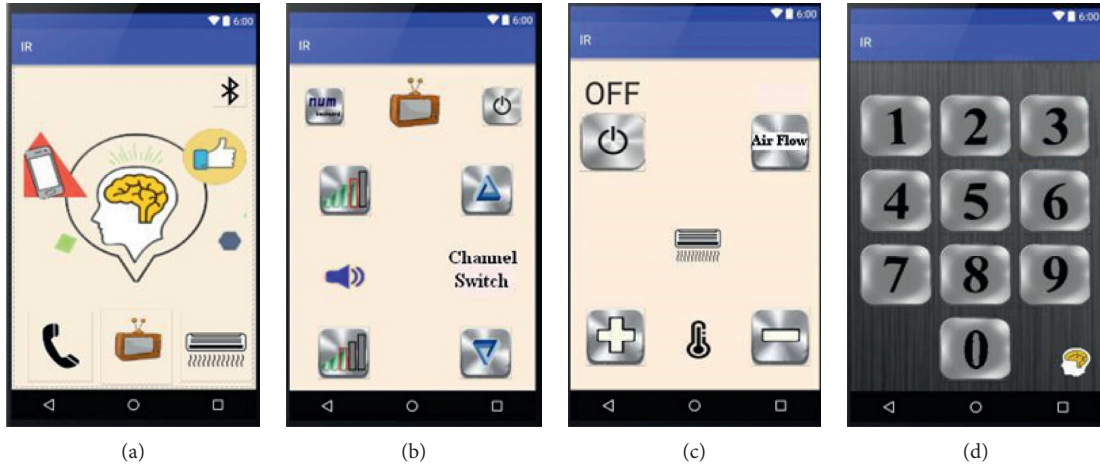 6:00
IR
(a)
6:00
IR
num
keyboard
Channel
Switch
(b)
6:00
IR
OFF
Air Flow
(c)
6:00
IR
1 2 3
4 5 6
7 8 9
0
(d)